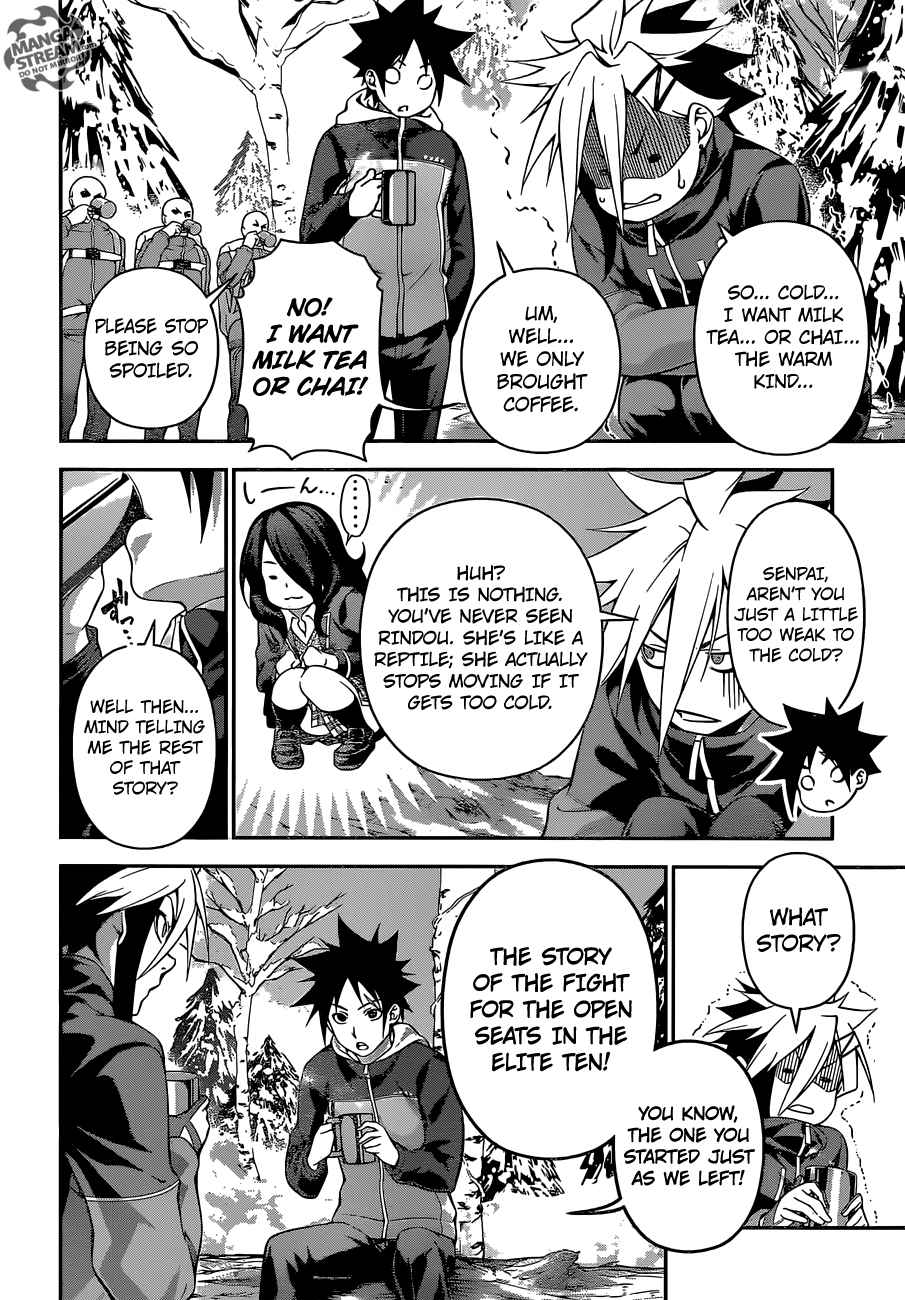 MANGA
STREAM.com
DO NOT MIRROR!!
SO... COLD...
I WANT MILK
TEA... OR CHAI...
THE WARM
KIND...
UM,
WELL...
WE ONLY
BROUGHT
COFFEE.
NO!
I WANT
MILK TEA
OR CHAI!
PLEASE STOP
BEING SO
SPOILED.
SENPAI,
AREN'T YOU
JUST A LITTLE
TOO WEAK TO
THE COLD?
HUH?
THIS IS NOTHING.
YOU'VE NEVER SEEN
RINDOU. SHE'S LIKE A
REPTILE; SHE ACTUALLY
STOPS MOVING IF IT
GETS TOO COLD.
......
しーん...
ずっ...
WELL THEN...
MIND TELLING
ME THE REST
OF THAT
STORY?
WHAT
STORY?
THE STORY
OF THE FIGHT
FOR THE OPEN
SEATS IN THE
ELITE TEN!
YOU KNOW,
THE ONE YOU
STARTED JUST
AS WE LEFT!